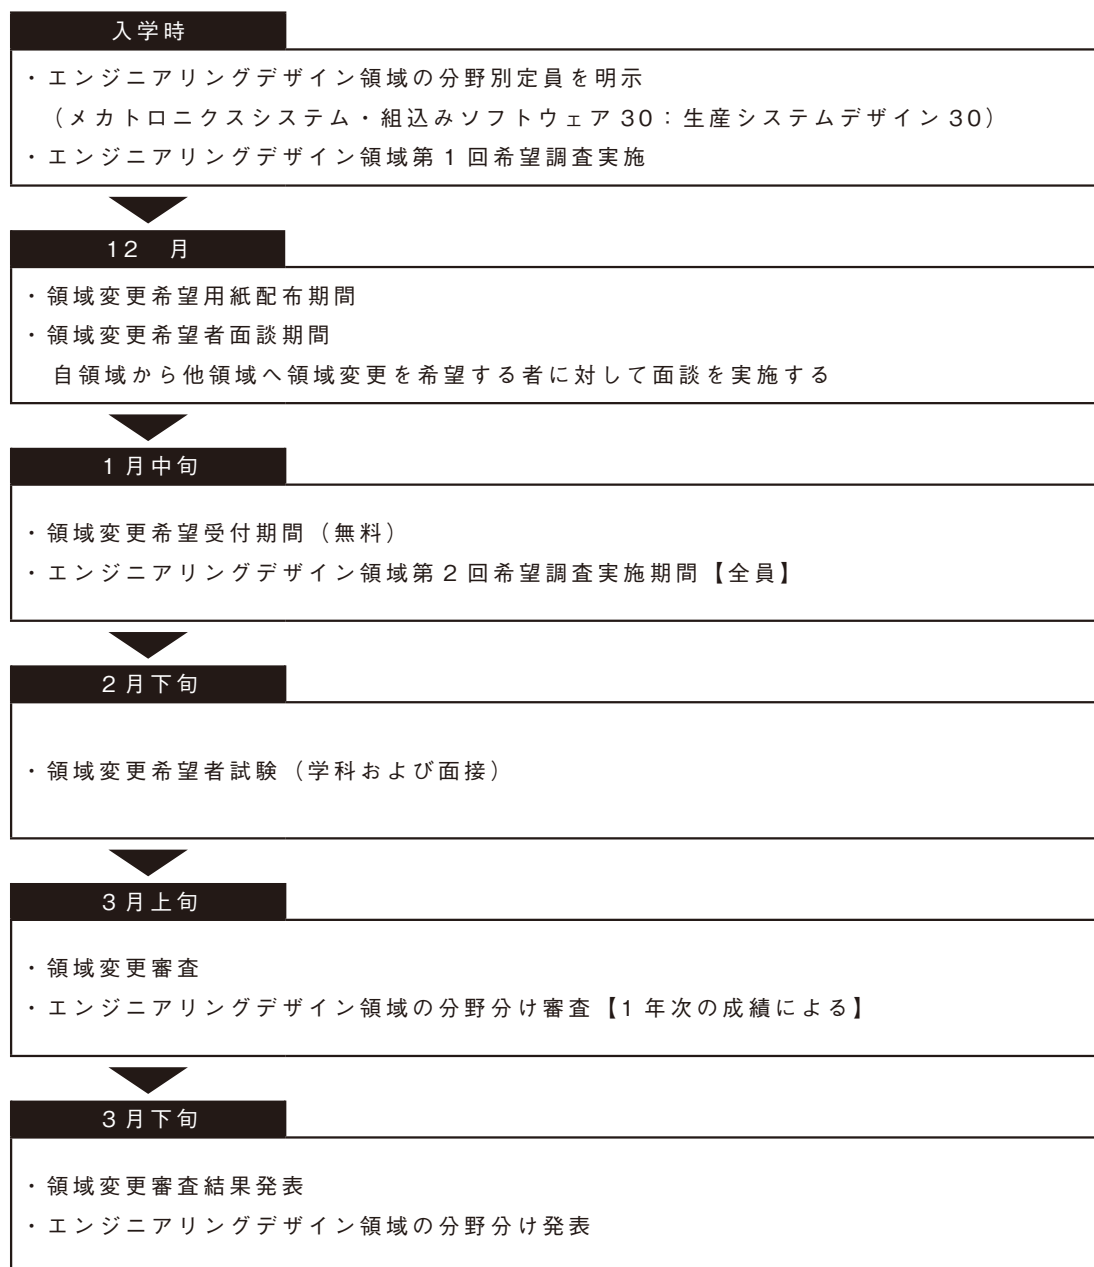 入学時
・エンジニアリングデザイン領域の分野別定員を明示
（メカトロニクスシステム・組込みソフトウェア30：生産システムデザイン30）
・エンジニアリングデザイン領域第1回希望調査実施
12　月
・領域変更希望用紙配布期間
・領域変更希望者面談期間
自領域から他領域へ領域変更を希望する者に対して面談を実施する
1月中旬
・領域変更希望受付期間（無料）
・エンジニアリングデザイン領域第2回希望調査実施期間【全員】
2月下旬
・領域変更希望者試験（学科および面接）
3月上旬
・領域変更審査
・エンジニアリングデザイン領域の分野分け審査【1年次の成績による】
3月下旬
・領域変更審査結果発表
・エンジニアリングデザイン領域の分野分け発表